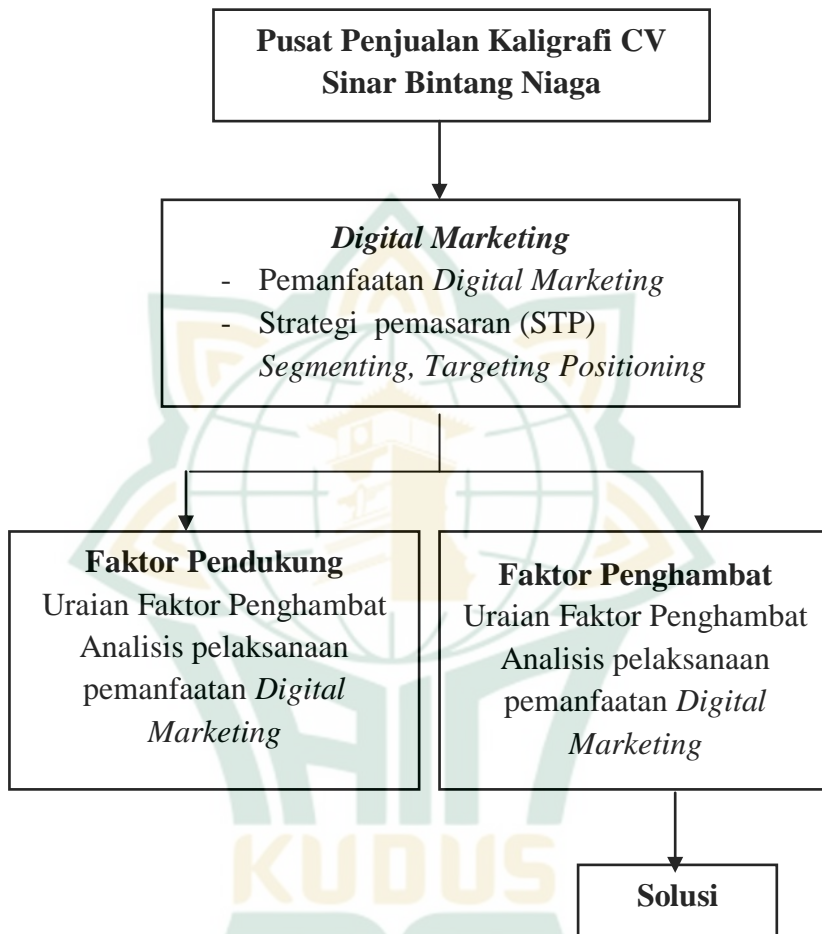 Pusat Penjualan Kaligrafi CV
Sinar Bintang Niaga
Digital Marketing
- Pemanfaatan Digital Marketing
- Strategi pemasaran (STP)
Segmenting, Targeting Positioning
Faktor Pendukung
Uraian Faktor Penghambat
Analisis pelaksanaan
pemanfaatan Digital
Marketing
Faktor Penghambat
Uraian Faktor Penghambat
Analisis pelaksanaan
pemanfaatan Digital
Marketing
KUDUS
Solusi